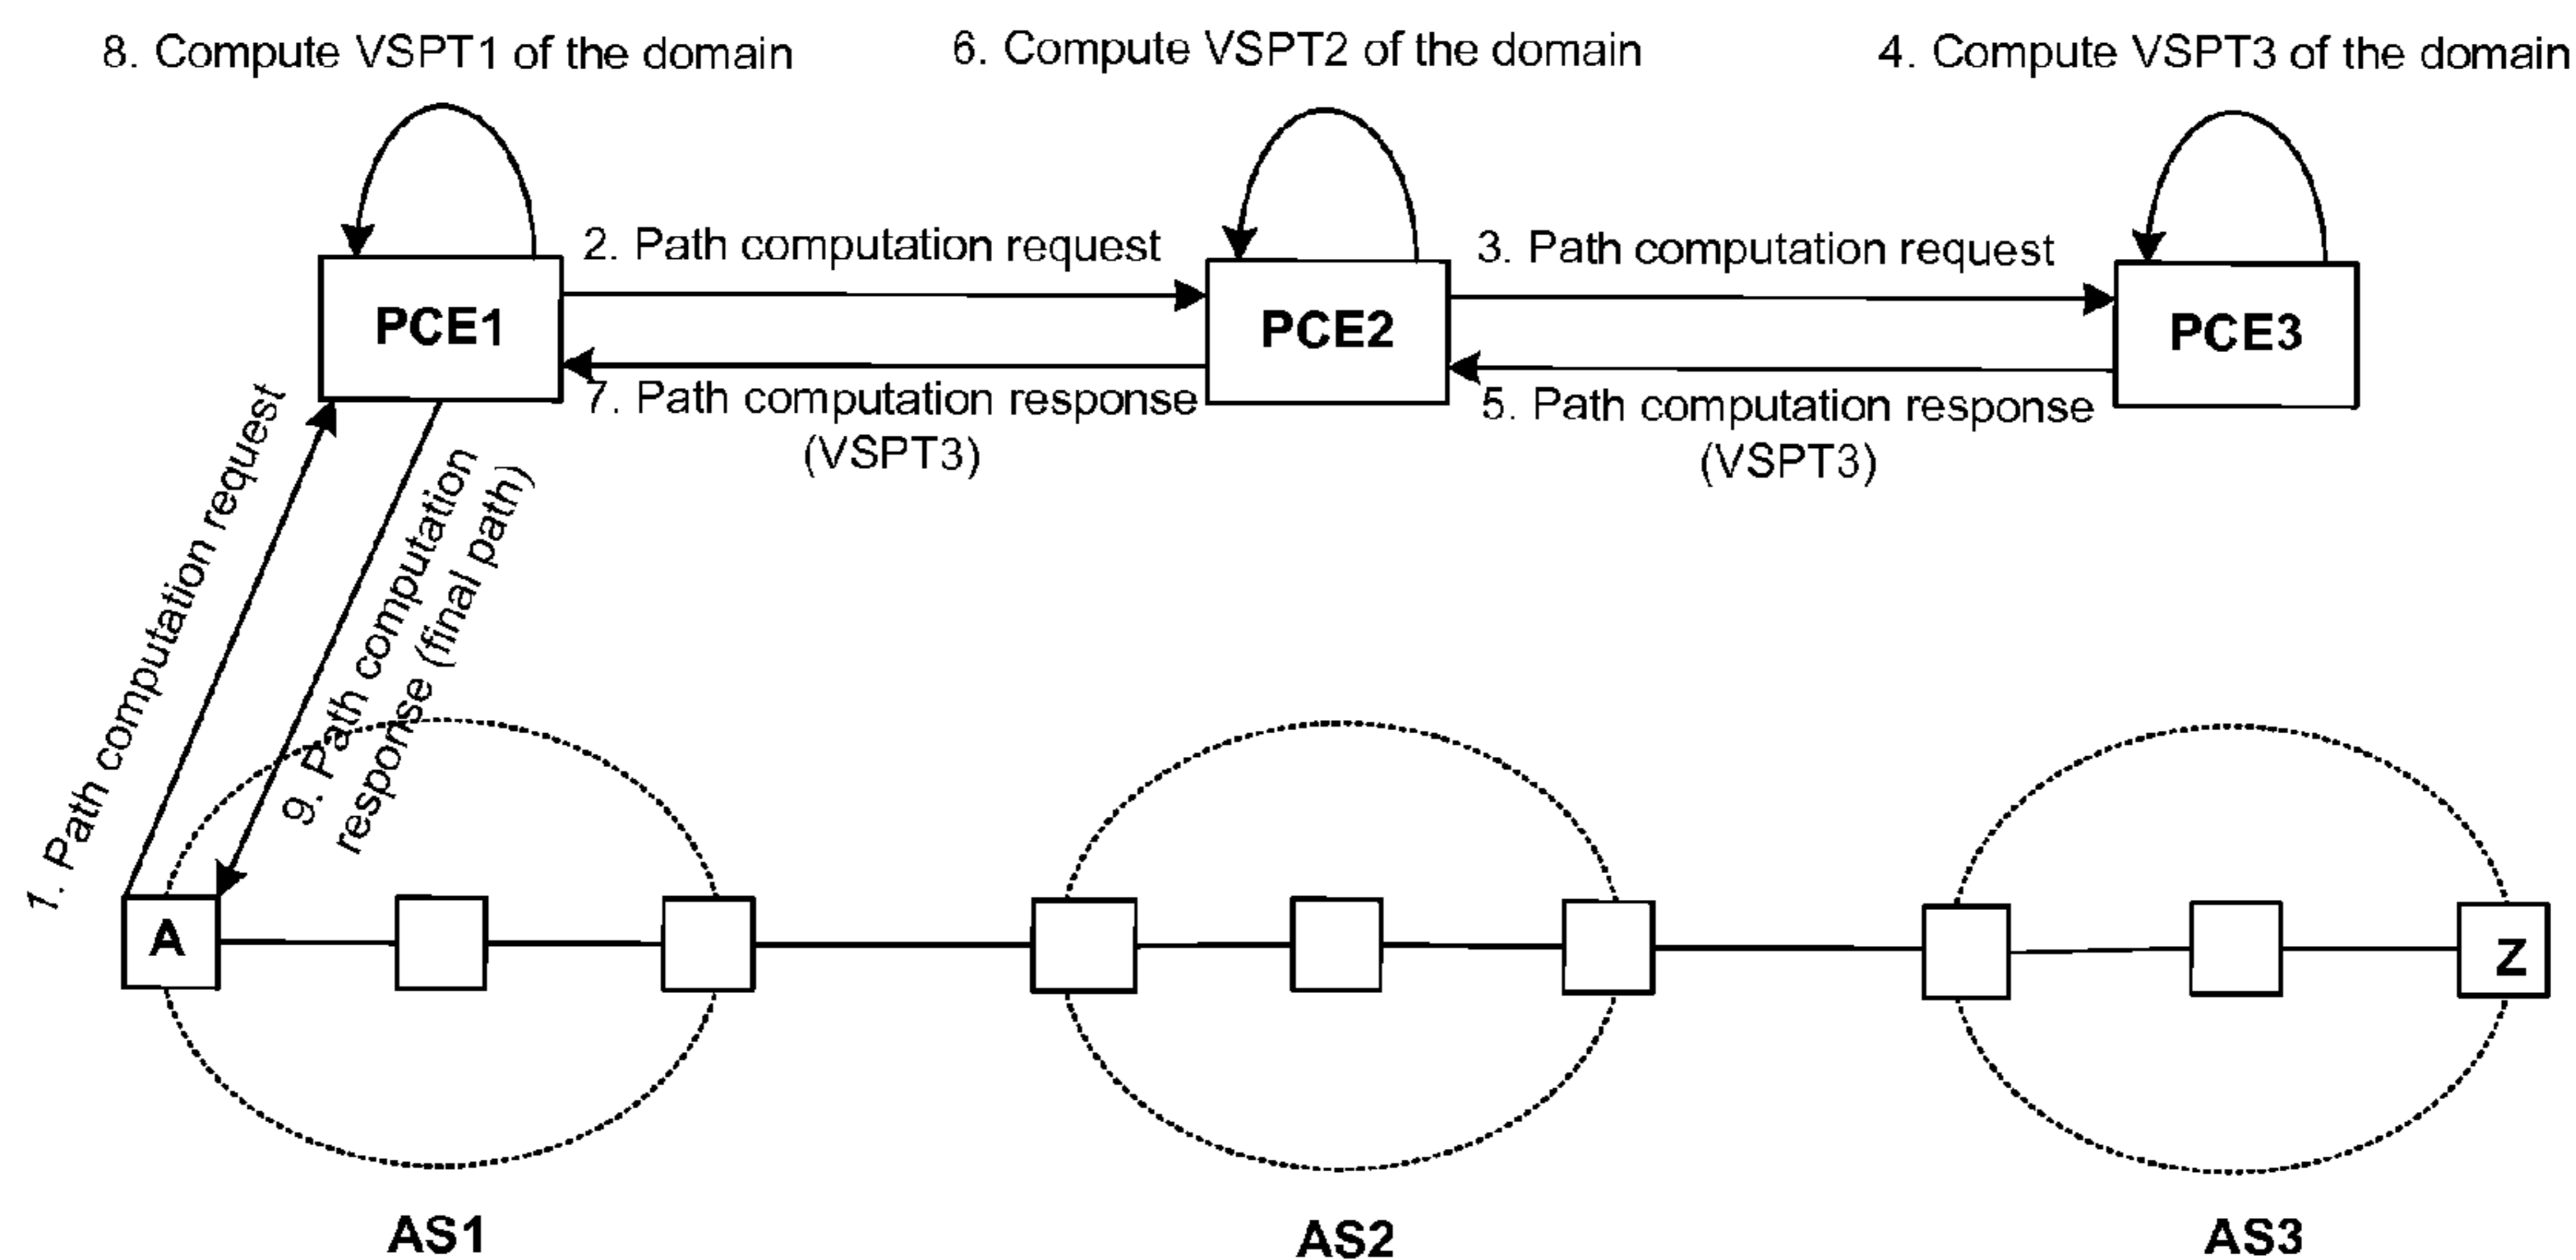 8. Compute VSPT1 of the domain
6. Compute VSPT2 of the domain
4. Compute VSPT3 of the domain
2. Path computation request
3. Path computation request
PCE1
PCE2
PCE3
7. Path computation response
(VSPT3)
5. Path computation response
(VSPT3)
1. Path computation request
9. Path computation
response (final path)
A
Z
AS1
AS2
AS3